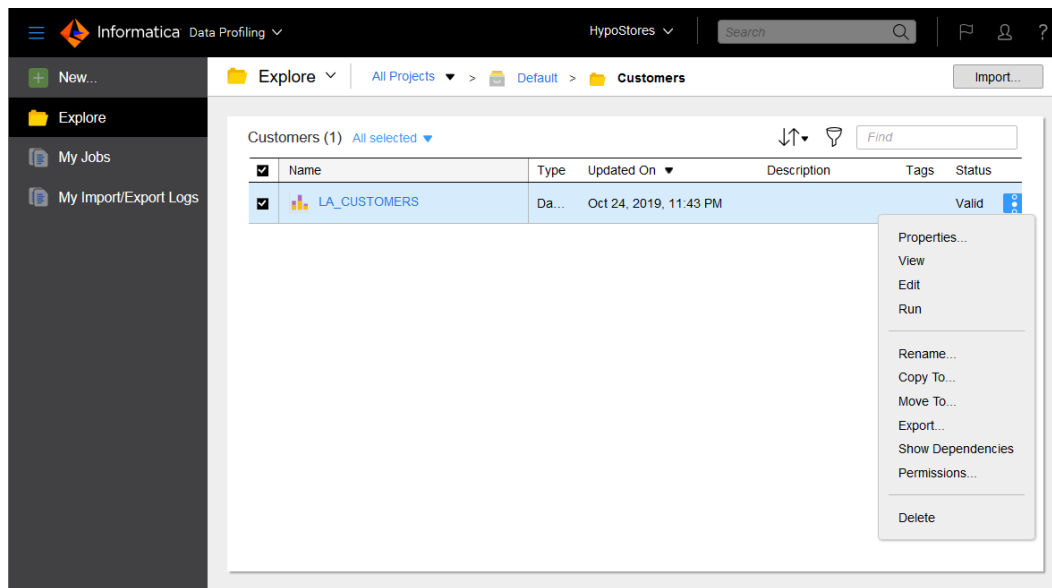 Informatica Data Profiling
HypoStores
Search
?
New...
Explore
My Jobs
My Import/Export Logs
Explore
All Projects > Default > Customers
Import...
Customers (1) All selected
Find
Name Type Updated On Description Tags Status
LA_CUSTOMERS Da... Oct 24, 2019, 11:43 PM Valid
Properties...
View
Edit
Run
Rename...
Copy To...
Move To...
Export...
Show Dependencies
Permissions...
Delete